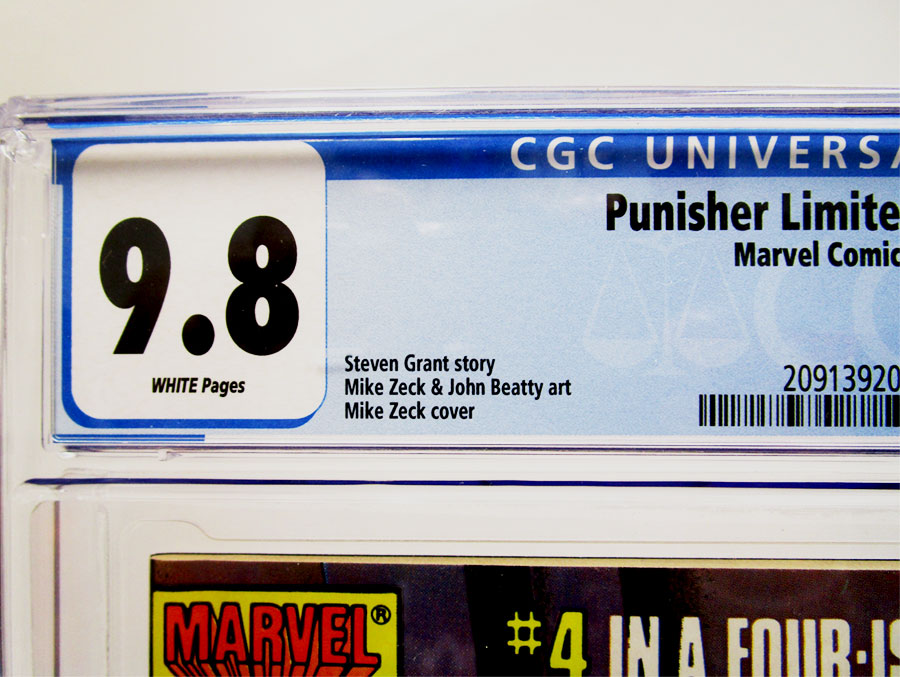 CGC UNIVERSA
9.8
WHITE Pages
Punisher Limite
Marvel Comic
Steven Grant story
Mike Zeck & John Beatty art
Mike Zeck cover
20913920
MARVEL®
#4 IN A FOUR-IS